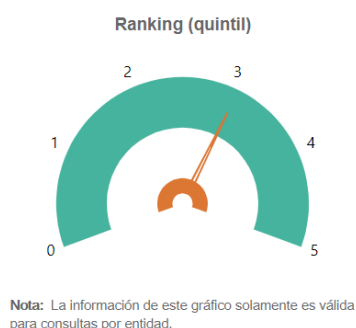 Ranking (quintil)
2
3
1
4
0
5
Nota: La información de este gráfico solamente es válida
para consultas por entidad.